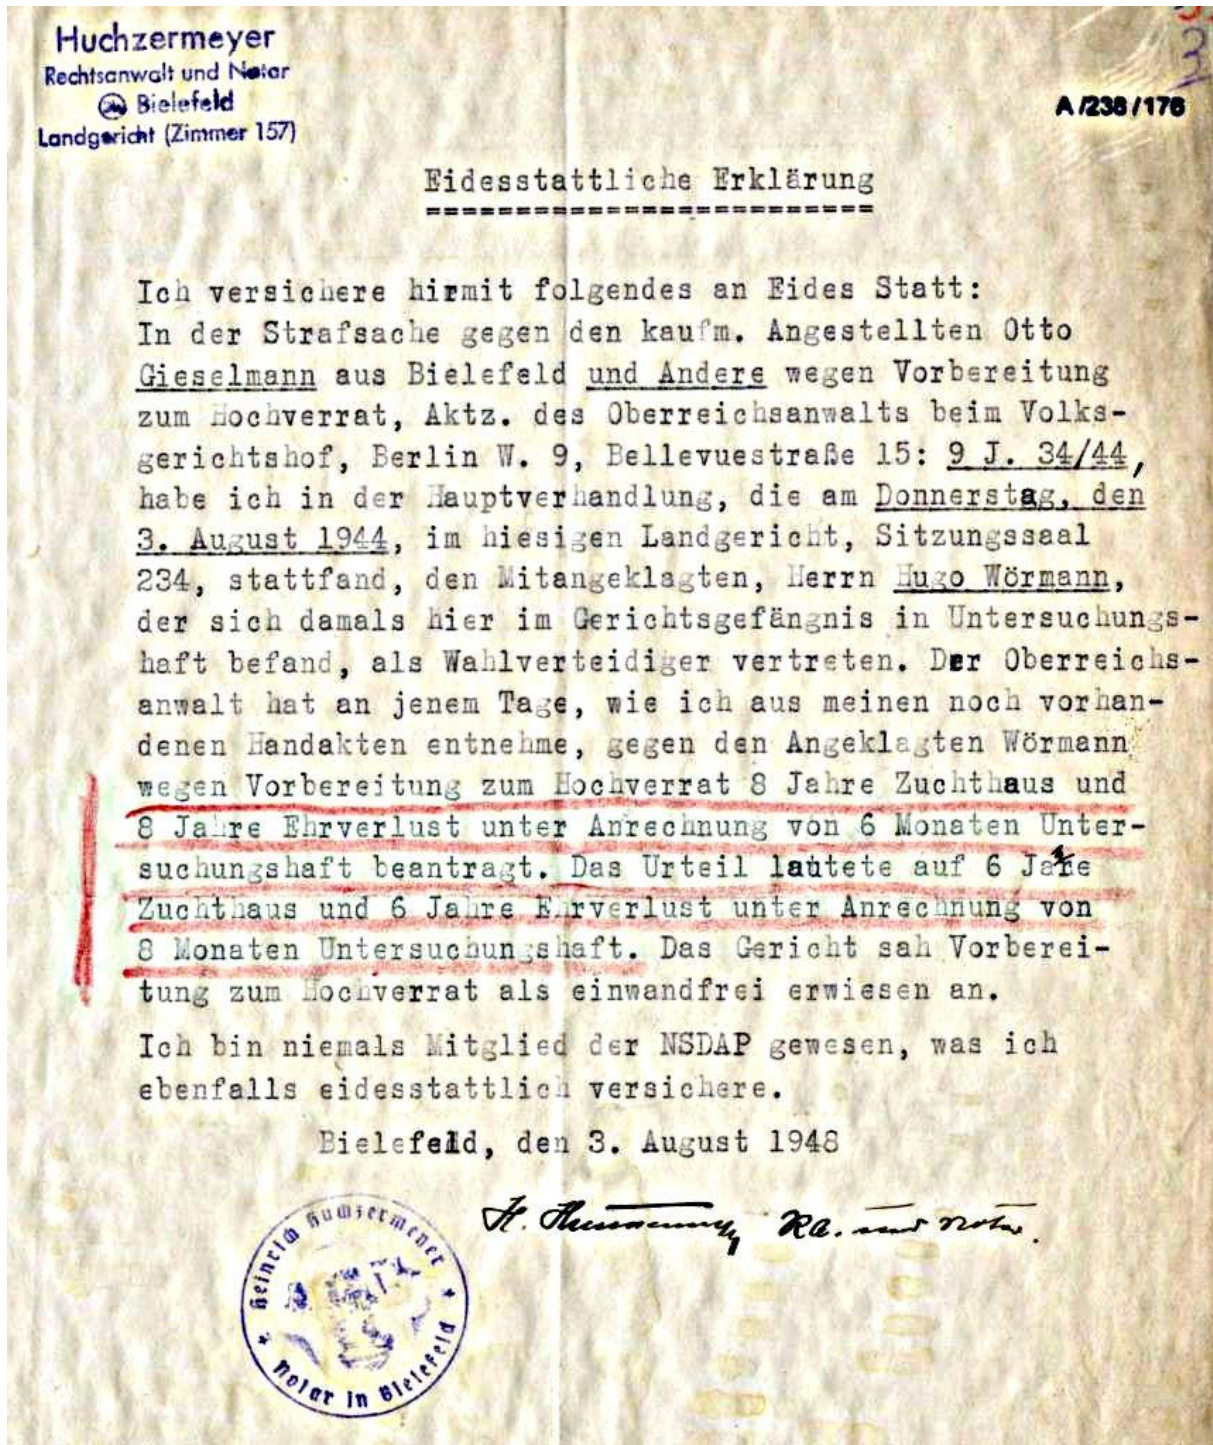 Huchzermeyer
Rechtsanwalt und Notar
Bielefeld
Landgericht (Zimmer 157)
A/236/176
Eidesstattliche Erklärung
=========================
Ich versichere hirmit folgendes an Eides Statt:
In der Strafsache gegen den kaufm. Angestellten Otto
Gieselmann aus Bielefeld und Andere wegen Vorbereitung
zum Hochverrat, Aktz. des Oberreichsanwalts beim Volks-
gerichtshof, Berlin W. 9, Bellevuestraße 15: 9 J. 34/44,
habe ich in der Hauptverhandlung, die am Donnerstag, den
3. August 1944, im hiesigen Landgericht, Sitzungssaal
234, stattfand, den Mitangeklagten, Herrn Hugo Wörmann,
der sich damals hier im Gerichtsgefängnis in Untersuchungs-
haft befand, als Wahlverteidiger vertreten. Der Oberreichs-
anwalt hat an jenem Tage, wie ich aus meinen noch vorhan-
denen Handakten entnehme, gegen den Angeklagten Wörmann
wegen Vorbereitung zum Hochverrat 8 Jahre Zuchthaus und
8 Jahre Ehrverlust unter Anrechnung von 6 Monaten Unter-
suchungshaft beantragt. Das Urteil lautete auf 6 Jahre
Zuchthaus und 6 Jahre Ehrverlust unter Anrechnung von
8 Monaten Untersuchungshaft. Das Gericht sah Vorberei-
tung zum Hochverrat als einwandfrei erwiesen an.
Ich bin niemals Mitglied der NSDAP gewesen, was ich
ebenfalls eidesstattlich versichere.
Bielefeld, den 3. August 1948
RA. und Notar.
Heinrich Huchzermeyer
Notar in Bielefeld